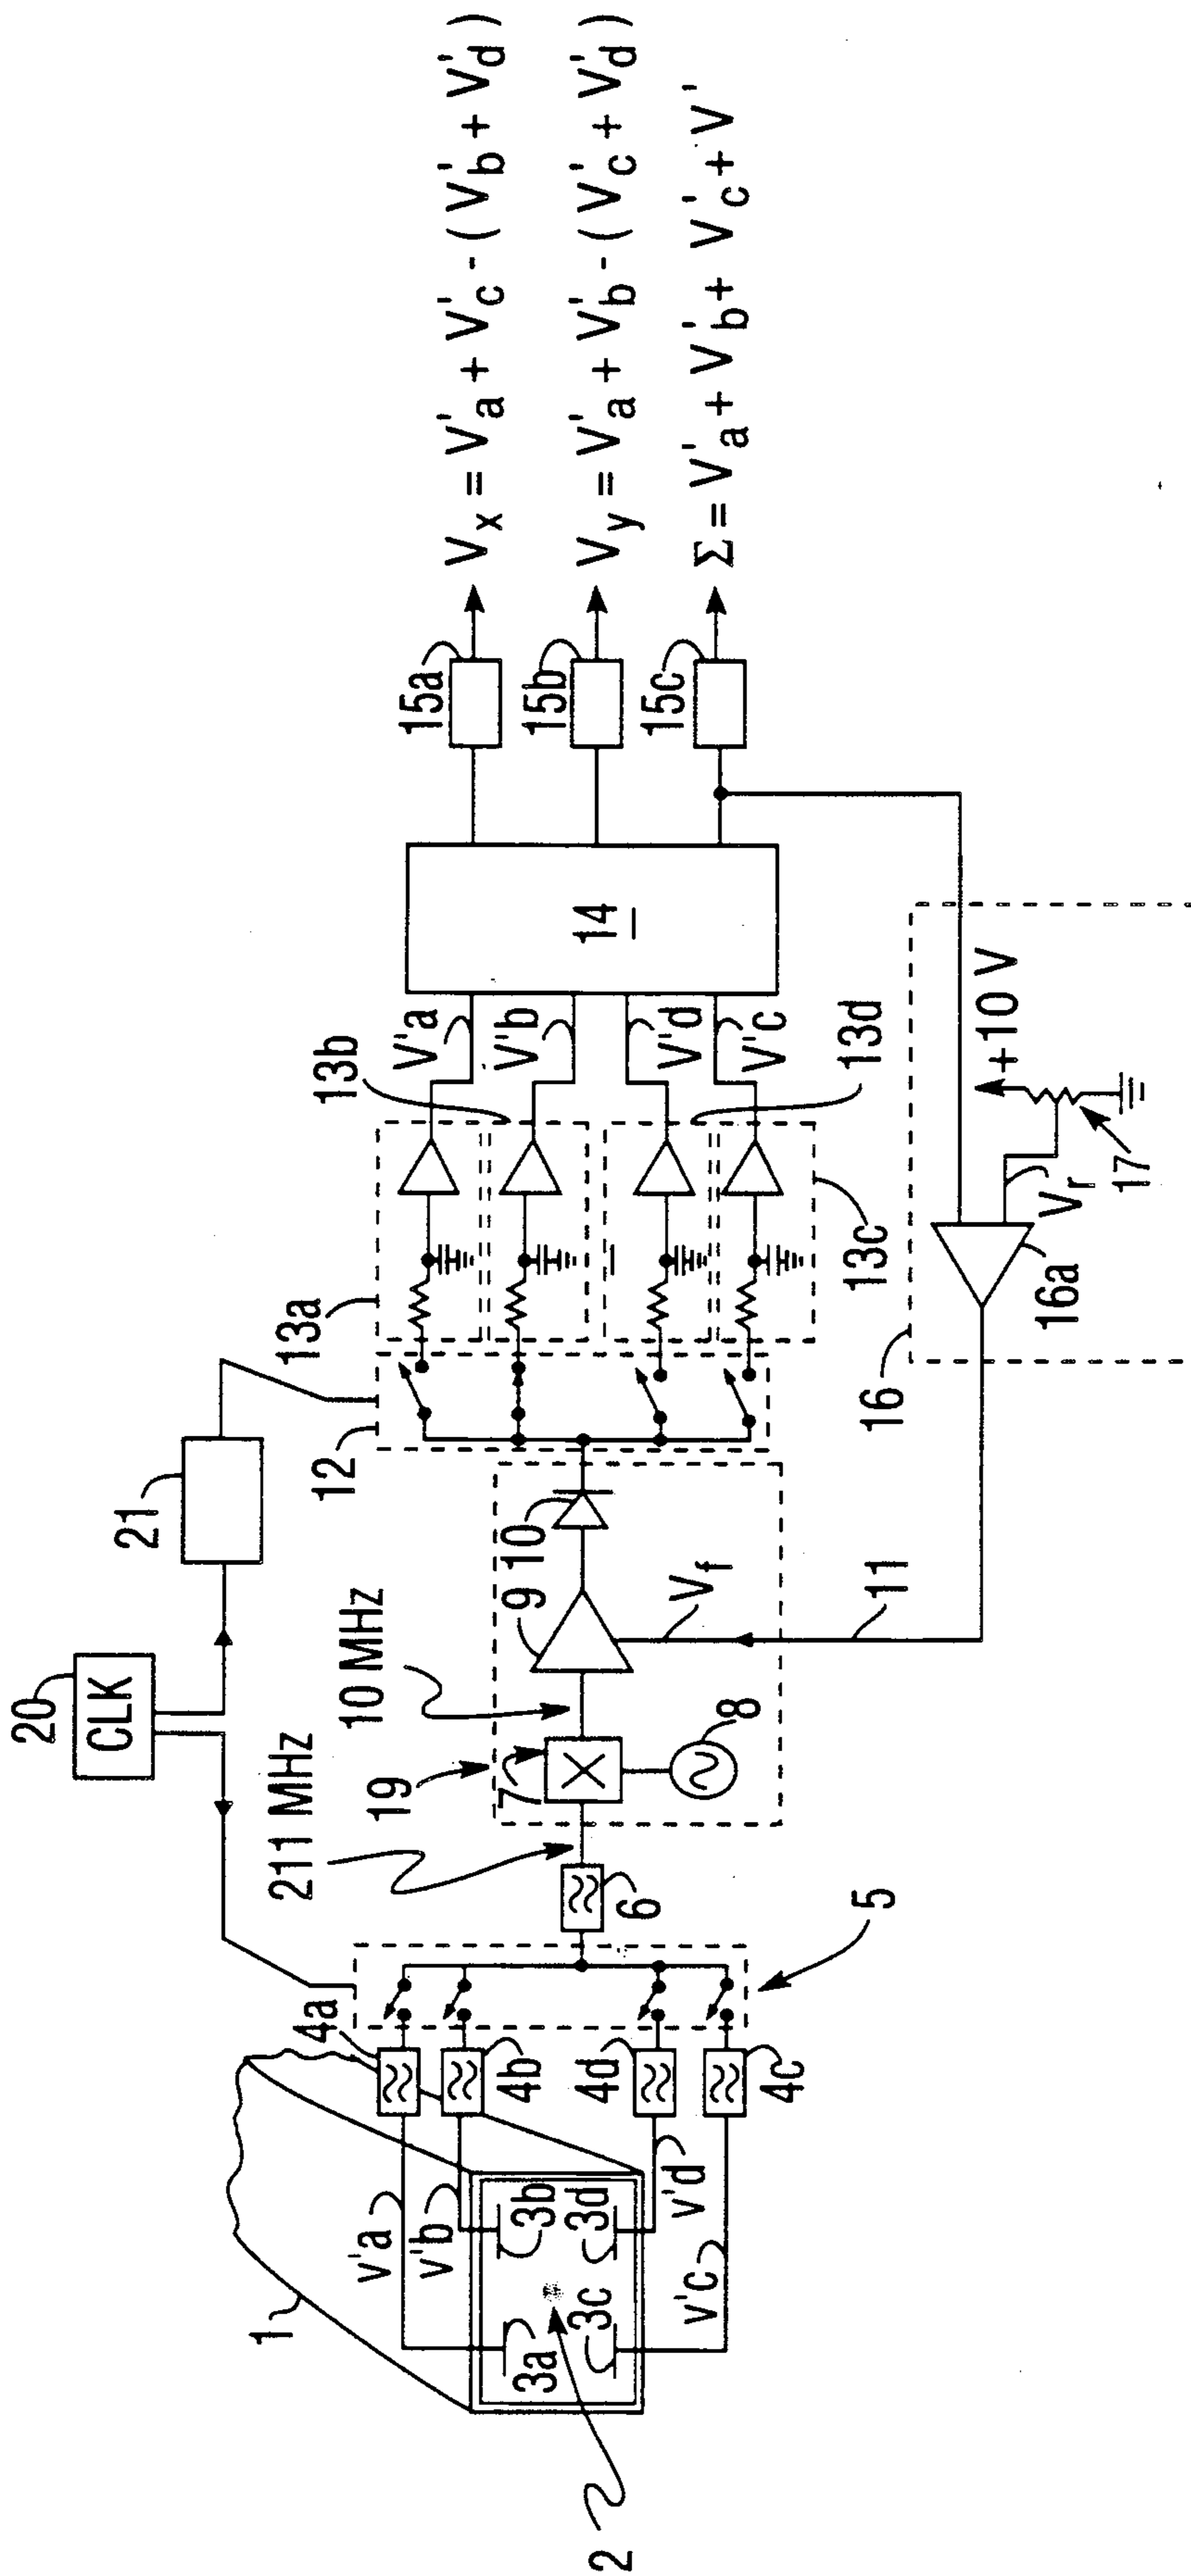 20
CLK
21
1
4a
4b
4d
4c
v'a
v'b
v'd
v'c
3a
3b
3c
3d
2
5
6
211 MHz
19
7
8
10 MHz
9
10
Vf
11
12
13a
13b
13d
13c
V'a
V'b
V'd
V'c
14
15a
15b
15c
Vx = V'a + V'c - ( V'b + V'd )
Vy = V'a + V'b - ( V'c + V'd )
Σ = V'a + V'b + V'c + V'
16
16a
Vr
17
+10 V